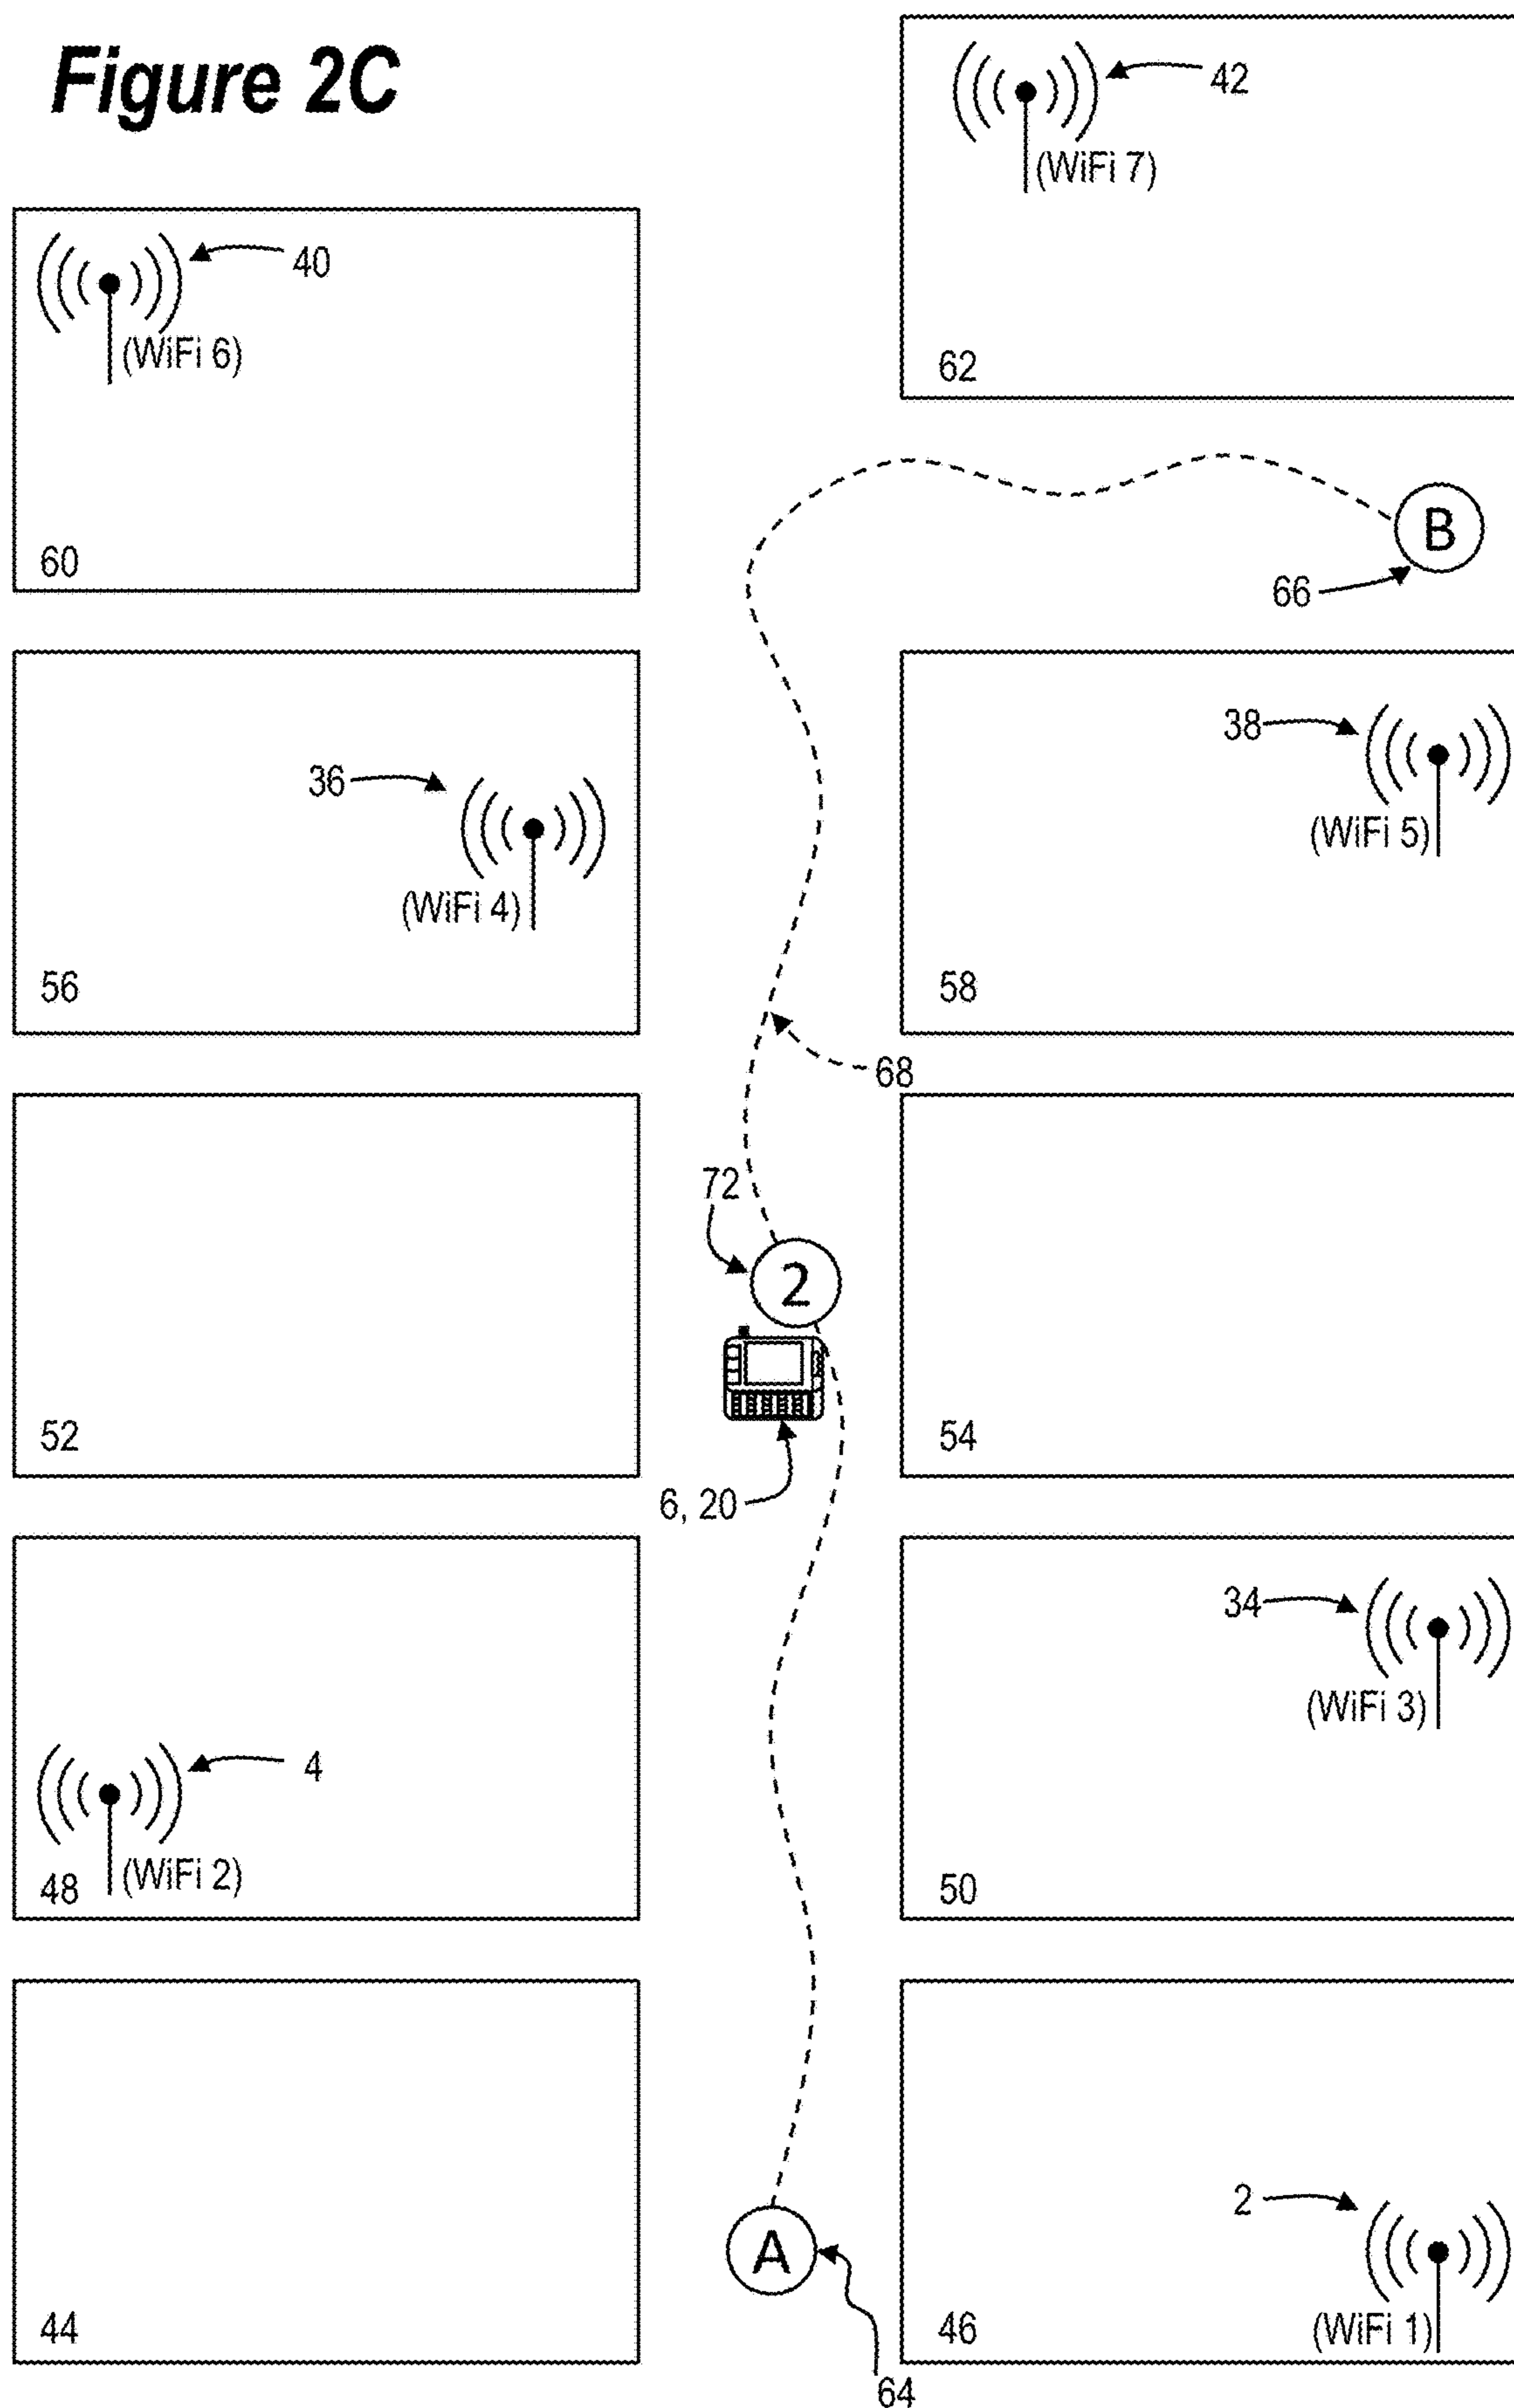 Figure 2C
42
(WiFi 7)
40
(WiFi 6)
62
B
60
66
38
36
(WiFi 5)
(WiFi 4)
56
58
68
72
2
52
54
6, 20
34
(WiFi 3)
4
48
(WiFi 2)
50
2
A
44
46
(WiFi 1)
64